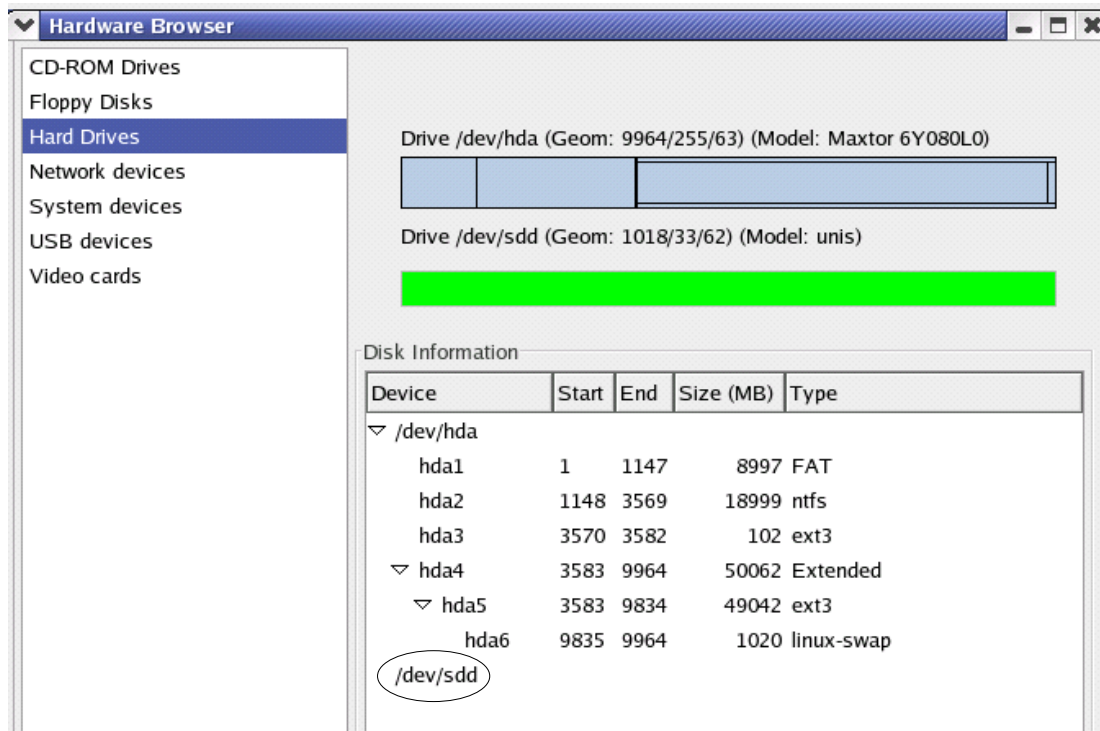 Hardware Browser
CD-ROM Drives
Floppy Disks
Hard Drives
Network devices
System devices
USB devices
Video cards
Drive /dev/hda (Geom: 9964/255/63) (Model: Maxtor 6Y080L0)
Drive /dev/sdd (Geom: 1018/33/62) (Model: unis)
Disk Information
Device Start End Size (MB) Type
/dev/hda
hda1 1 1147 8997 FAT
hda2 1148 3569 18999 ntfs
hda3 3570 3582 102 ext3
hda4 3583 9964 50062 Extended
hda5 3583 9834 49042 ext3
hda6 9835 9964 1020 linux-swap
/dev/sdd